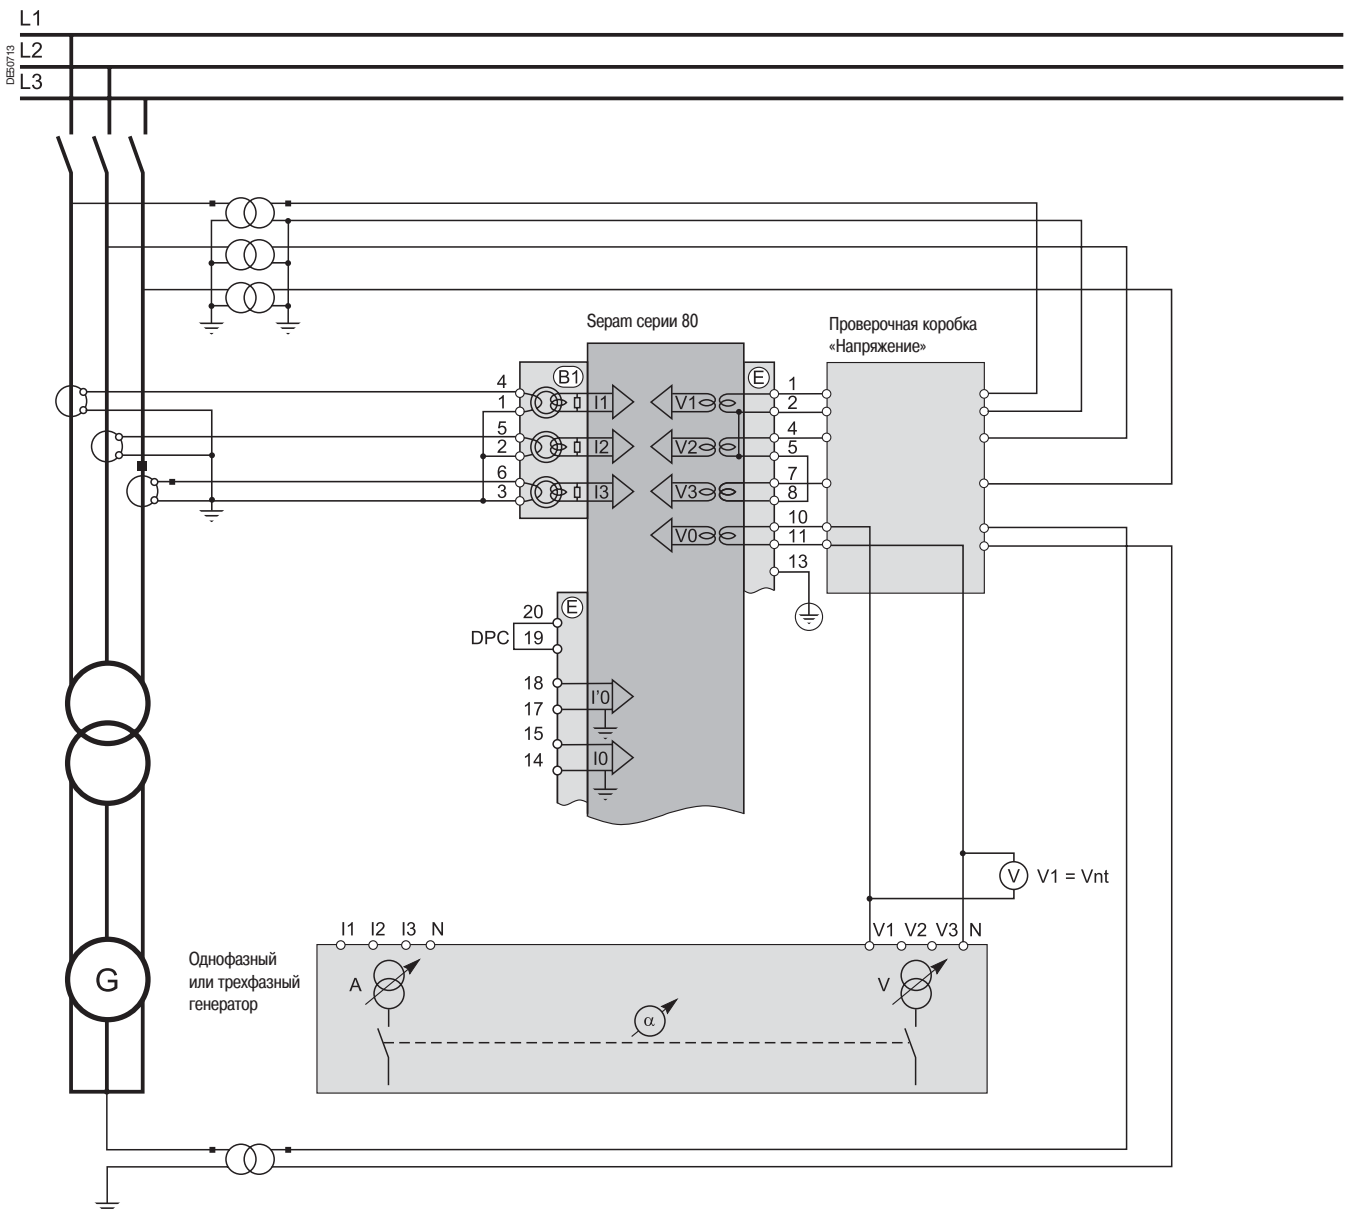 L1
DE50713
L2
L3
Sepam серии 80
Проверочная коробка
«Напряжение»
B1
E
4
1
I1
V1
1
2
5
2
I2
V2
4
5
6
3
I3
V3
7
8
V0
10
11
13
E
20
DPC
19
18
I'0
17
15
I0
14
V
V1 = Vnt
I1 I2 I3 N
V1 V2 V3 N
Однофазный
или трехфазный
генератор
G
A
α
V